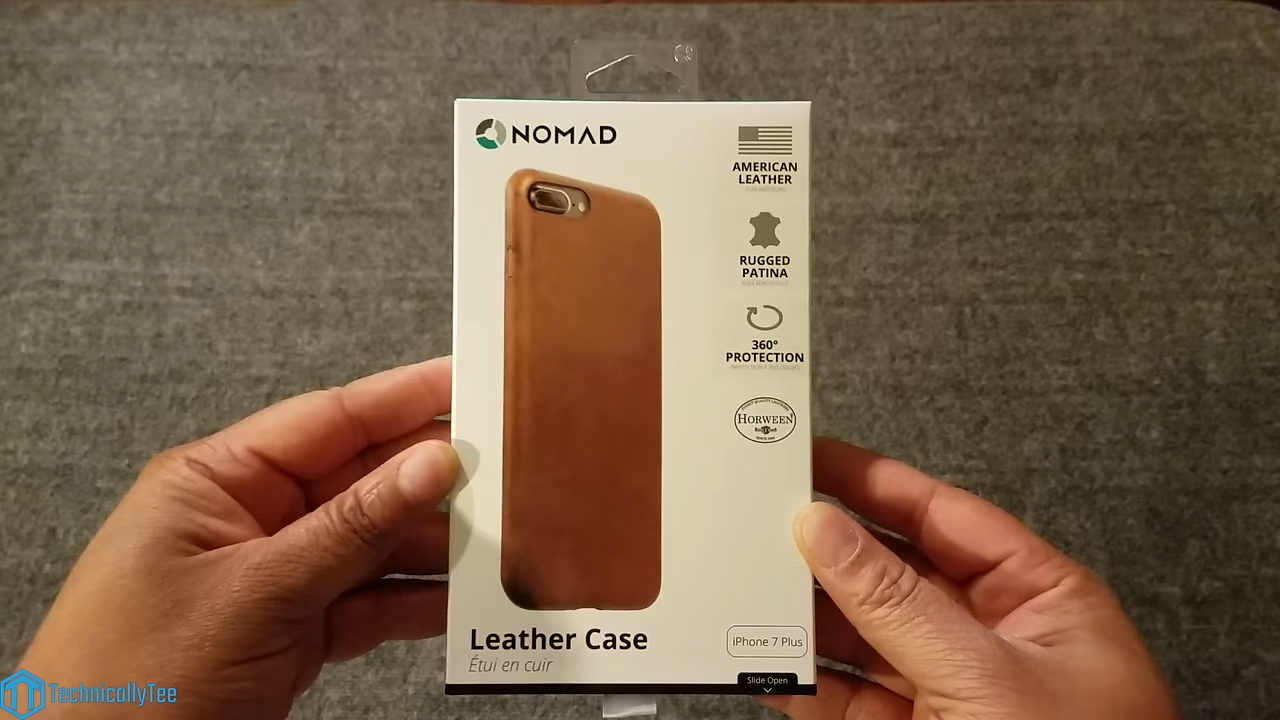 NOMAD
AMERICAN
LEATHER
RUGGED
PATINA
360°
PROTECTION
HORWEEN
Leather Case
Étui en cuir
iPhone 7 Plus
Slide Open
TechnicallyTee